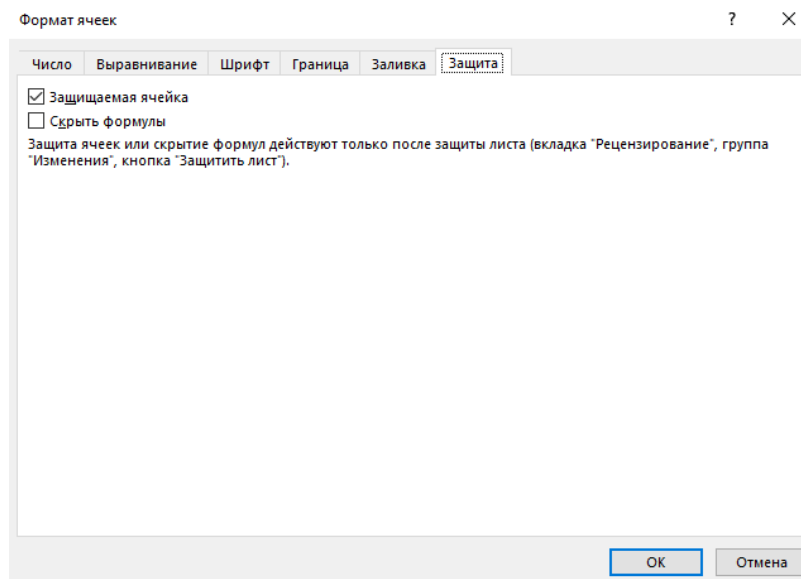 Формат ячеек
Число Выравнивание Шрифт Граница Заливка Защита
Защищаемая ячейка
Скрыть формулы
Защита ячеек или скрытие формул действуют только после защиты листа (вкладка "Рецензирование", группа
"Изменения", кнопка "Защитить лист").
ОК Отмена